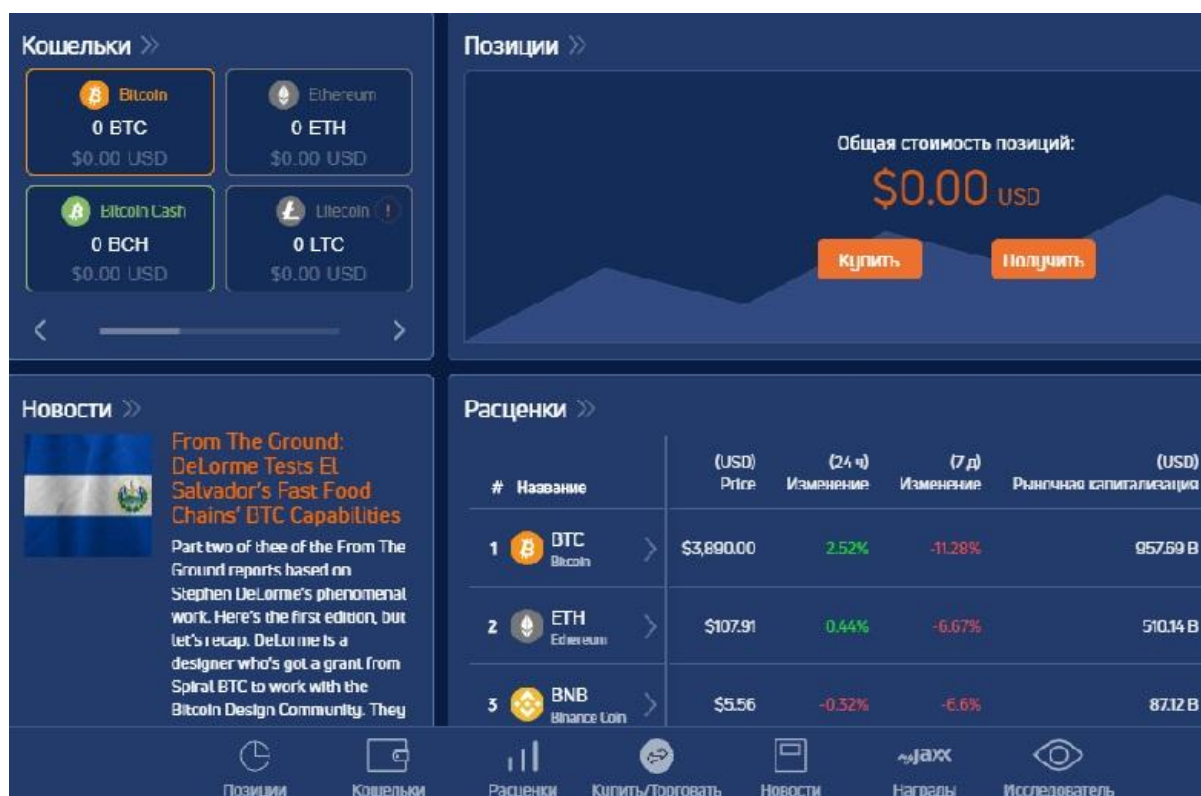 Кошельки
Bitcoin
0 BTC
$0.00 USD
Ethereum
0 ETH
$0.00 USD
Bitcoin Cash
0 BCH
$0.00 USD
Litecoin
0 LTC
$0.00 USD
Позиции
Общая стоимость позиций:
$0.00 USD
Купить
Получить
Новости
From The Ground:
DeLorme Tests El
Salvador's Fast Food
Chains' BTC Capabilities
Part two of thee of the From The
Ground reports based on
Stephen DeLorme's phenomenal
work. Here's the first edition, but
let's recap. DeLorme is a
designer who's got a grant from
Spiral BTC to work with the
Bitcoin Design Community. They
Расценки
# Название
(USD)
Price
(24 ч)
Изменение
(7 д)
Изменение
(USD)
Рыночная капитализация
1 BTC Bitcoin $3,890.00 2.52% -11.28% 957.69 B
2 ETH Ethereum $107.91 0.44% -6.67% 510.14 B
3 BNB Binance Coin $5.56 -0.32% -6.6% 87.12 B
Позиции
Кошельки
Расценки
Купить/Торговать
Новости
my JAXX
Награды
Исследователь